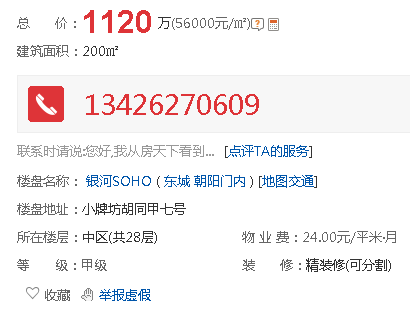 总　　价：1120 万(56000元/㎡)
建筑面积：200㎡
13426270609
联系时请说:您好,我从房天下看到... [点评TA的服务]
楼盘名称： 银河SOHO ( 东城 朝阳门内 ) [地图交通]
楼盘地址：小牌坊胡同甲七号
所在楼层：中区(共28层)　物 业 费：24.00元/平米·月
等　　级：甲级　装　　修：精装修(可分割)
收藏　举报虚假